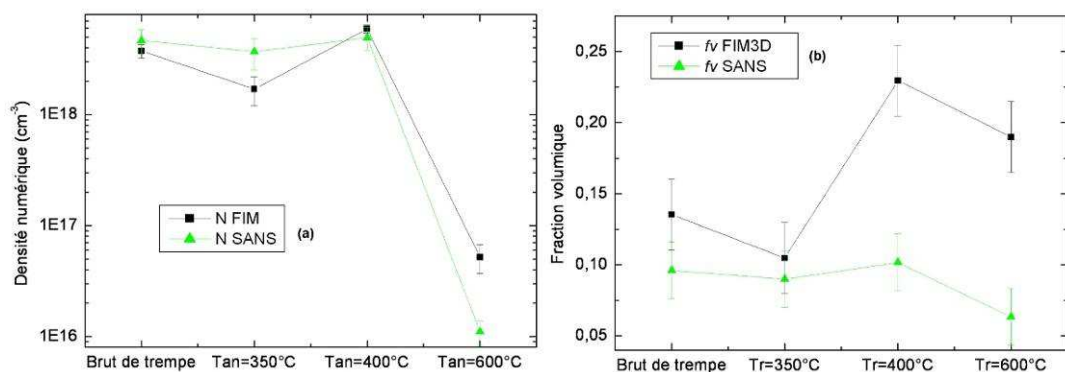 Densité numérique (cm⁻³)
1E18
1E17
1E16
N FIM
N SANS
(a)
Brut de trempe Tan=350°C Tan=400°C Tan=600°C
Fraction volumique
0,25
0,20
0,15
0,10
0,05
fv FIM3D
fv SANS
(b)
Brut de trempe Tr=350°C Tr=400°C Tr=600°C